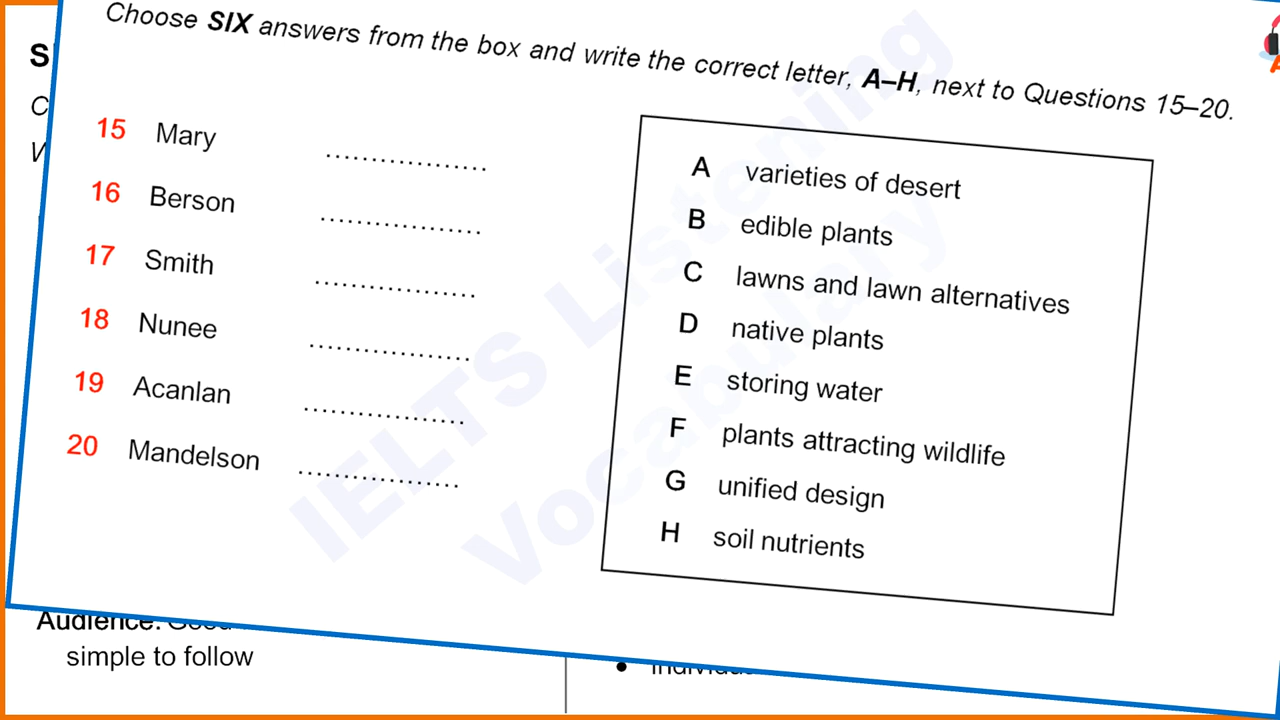 Choose SIX answers from the box and write the correct letter, A–H, next to Questions 15–20.
15 Mary ..................
16 Berson ..................
17 Smith ..................
18 Nunee ..................
19 Acanlan ..................
20 Mandelson ..................
A varieties of desert
B edible plants
C lawns and lawn alternatives
D native plants
E storing water
F plants attracting wildlife
G unified design
H soil nutrients
IELTS Listening
Vocabulary
Audience:
simple to follow